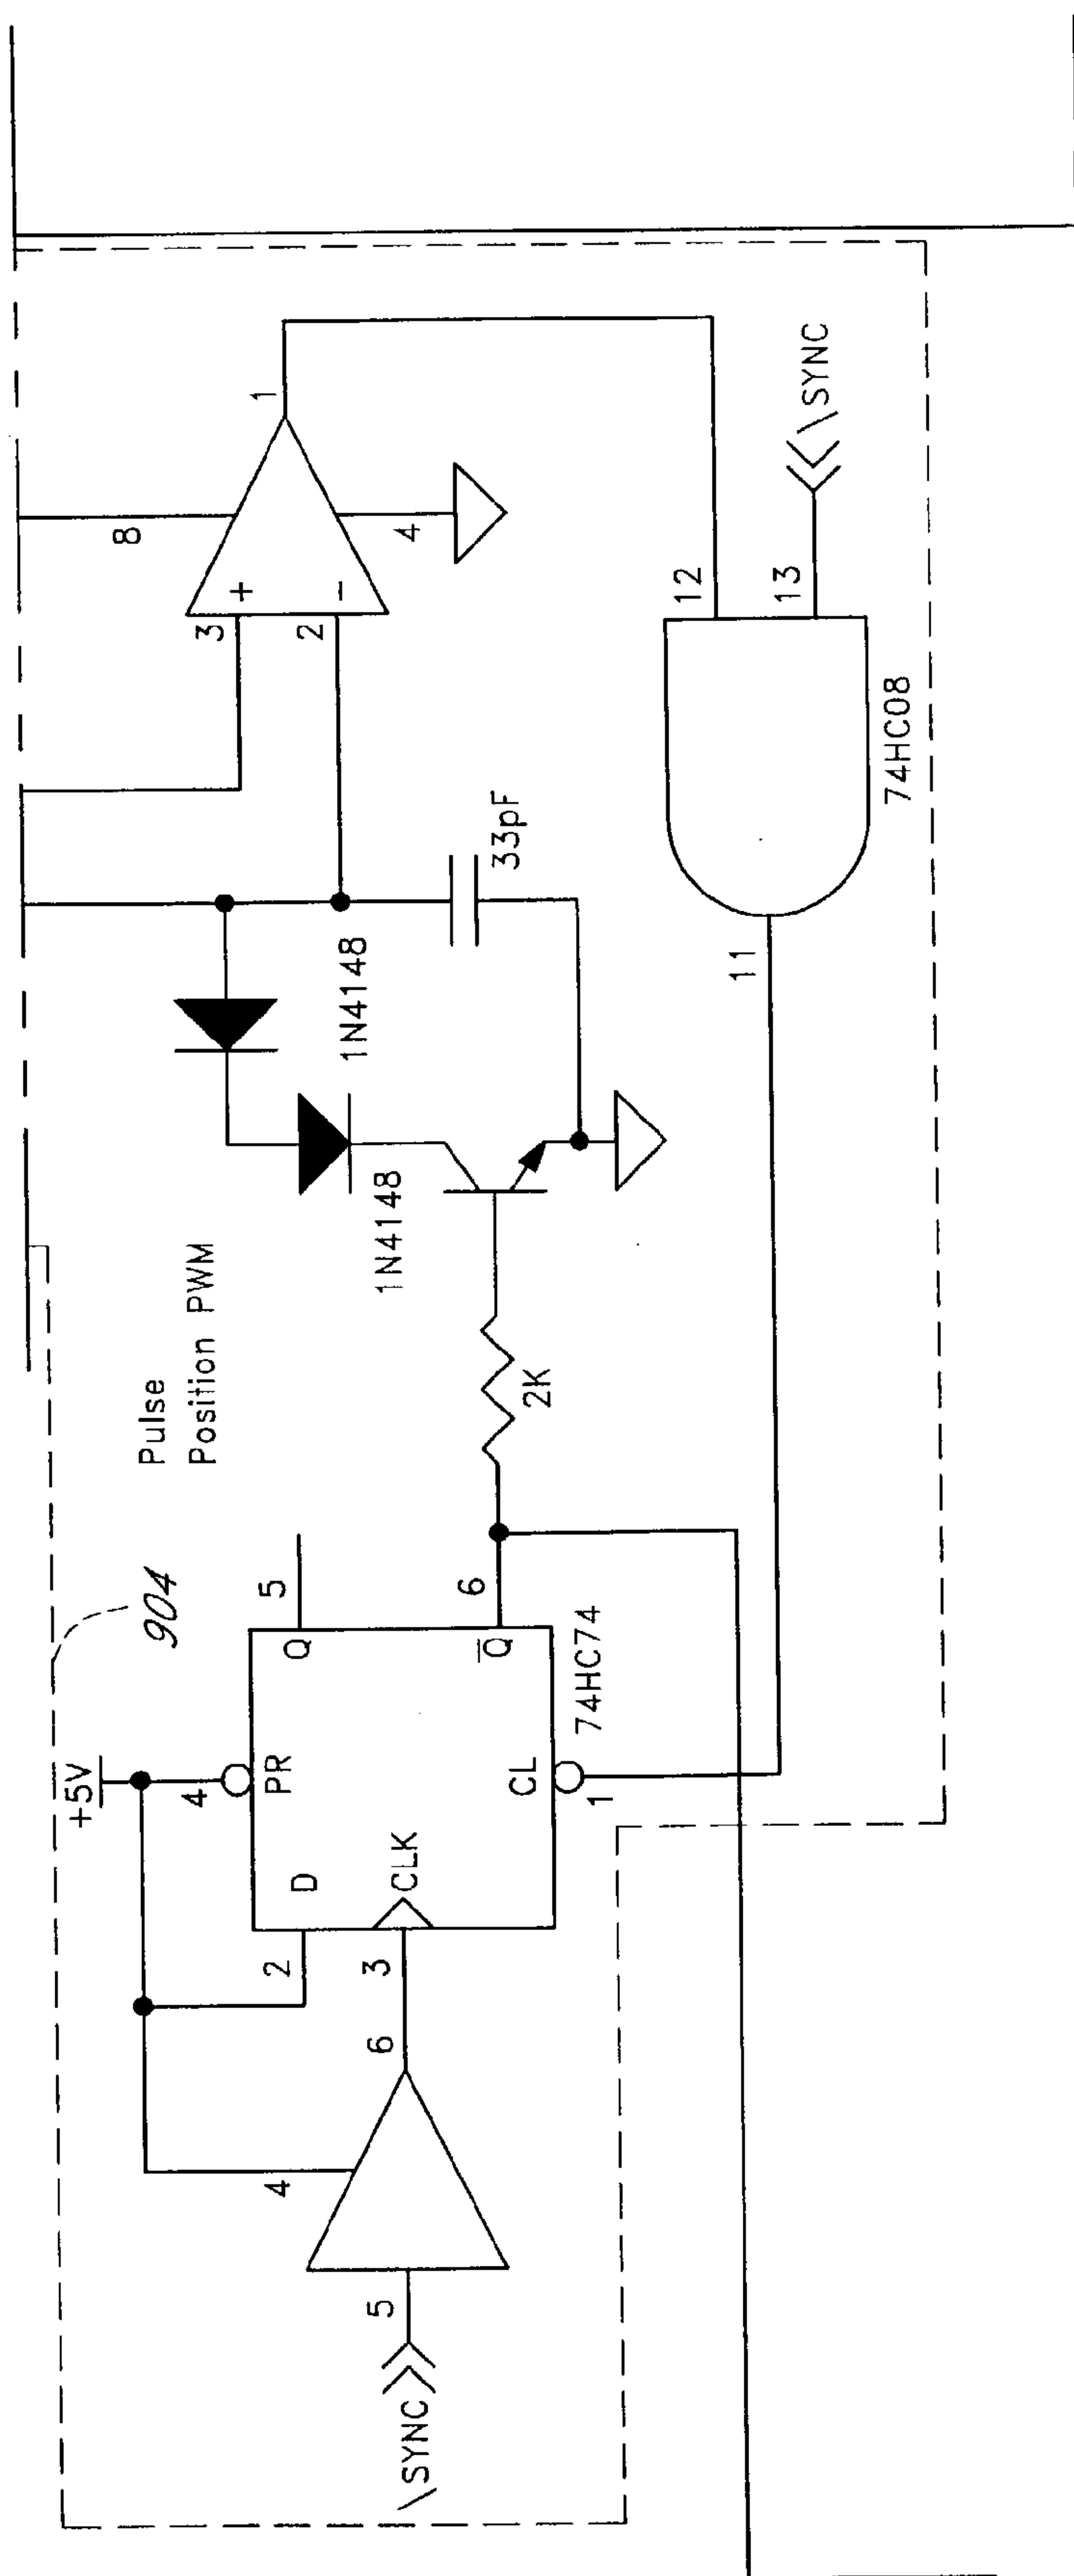 \SYNC
5
4
6
+5V
2
3
4
D
CLK
PR
CL
1
Q
5
Q̅
6
74HC74
904
Pulse
Position PWM
2K
1N4148
1N4148
33pF
3
+
2
−
8
4
1
11
12
13
74HC08
\SYNC